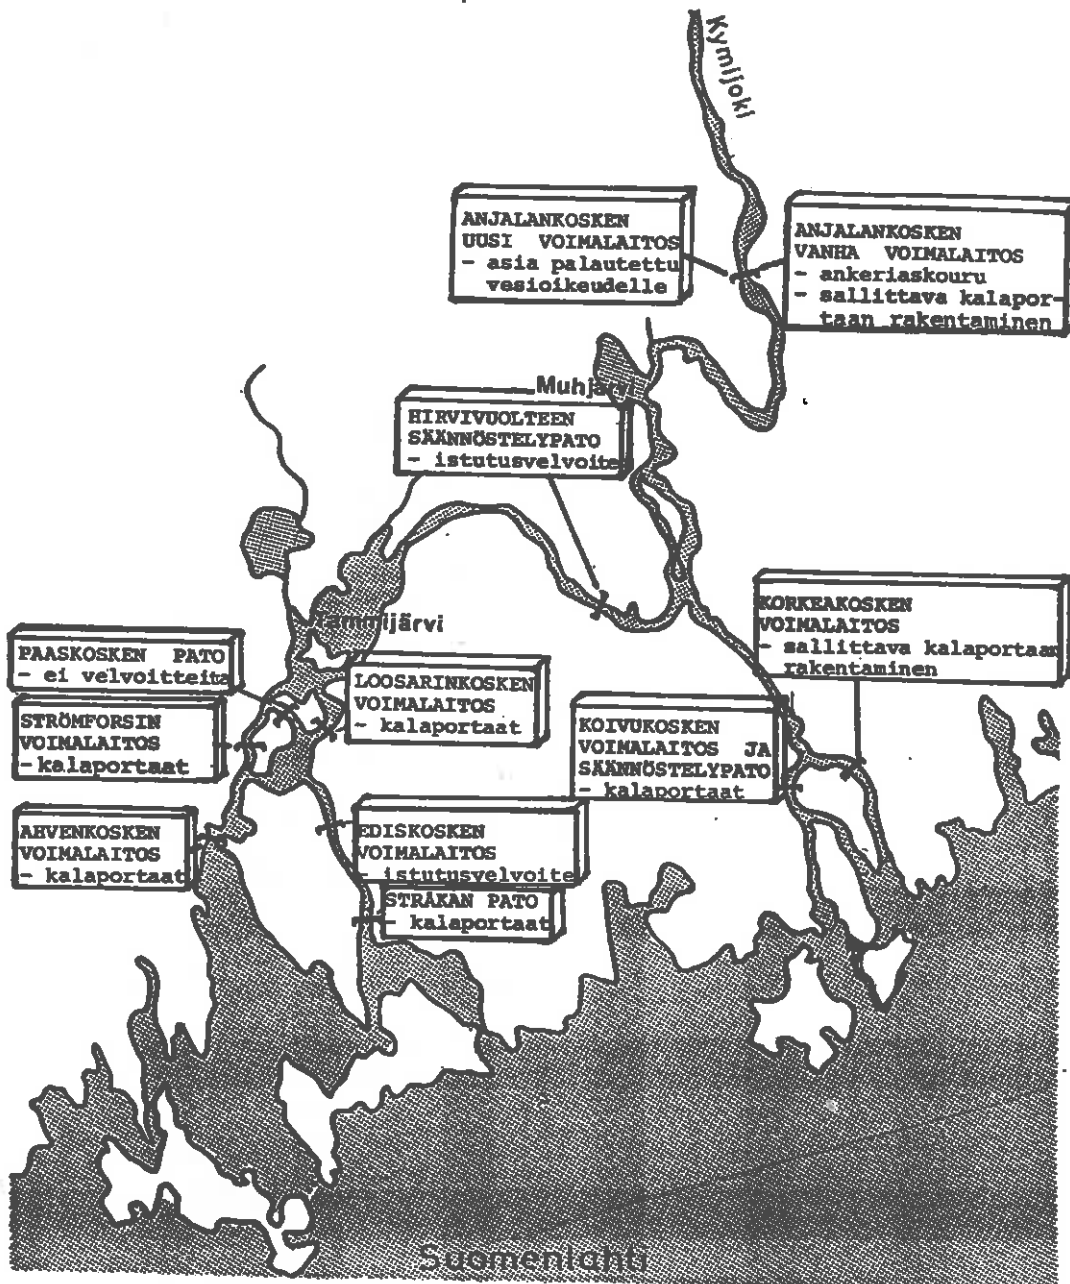 Kymijoki
ANJALANKOSKEN
UUSI VOIMALAITOS
- asia palautettu
vesioikeudelle
ANJALANKOSKEN
VANHA VOIMALAITOS
- ankeriaskouru
- sallittava kalapor-
taan rakentaminen
Muhjärvi
HIRVIVUOLTEEN
SÄÄNNÖSTELYPATO
- istutusvelvoite
Tammijärvi
KORKEAKOSKEN
VOIMALAITOS
- sallittava kalaportaan
rakentaminen
PAASKOSKEN PATO
- ei velvoitteita
LOOSARINKOSKEN
VOIMALAITOS
- kalaportaat
STRÖMFORSIN
VOIMALAITOS
- kalaportaat
KOIVUKOSKEN
VOIMALAITOS JA
SÄÄNNÖSTELYPATO
- kalaportaat
AHVENKOSKEN
VOIMALAITOS
- kalaportaat
EDISKOSKEN
VOIMALAITOS
- istutusvelvoite
STRÅKAN PATO
- kalaportaat
Suomenlahti